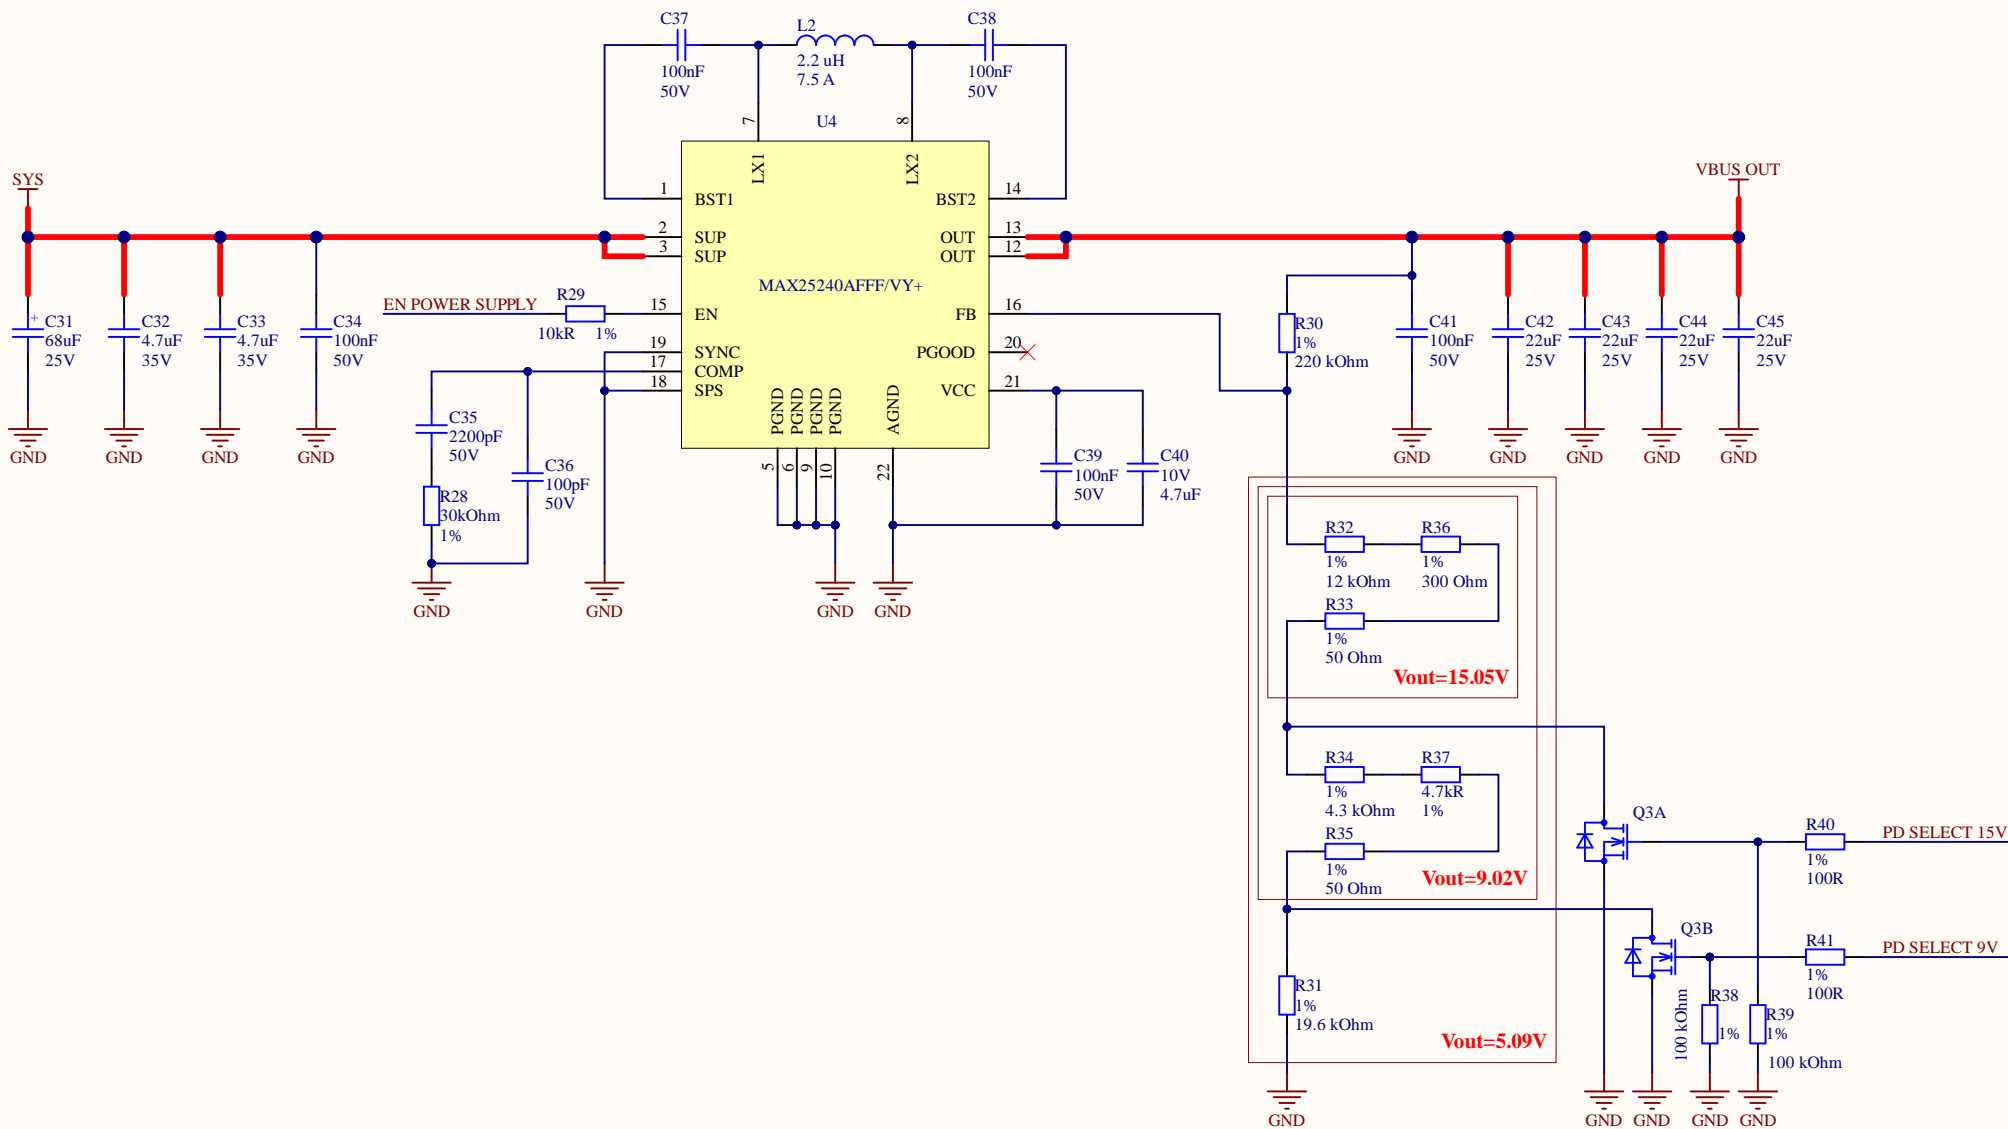 C37
100nF
50V
L2
2.2 uH
7.5 A
C38
100nF
50V
U4
7
8
LX1
LX2
1
BST1
2
SUP
3
SUP
15
EN
19
SYNC
17
COMP
18
SPS
14
BST2
13
OUT
12
OUT
16
FB
20
PGOOD
21
VCC
MAX25240AFFF/VY+
PGND
PGND
PGND
PGND
AGND
5
6
9
10
22
SYS
VBUS OUT
EN POWER SUPPLY
R29
10kR
1%
+
C31
68uF
25V
C32
4.7uF
35V
C33
4.7uF
35V
C34
100nF
50V
GND
GND
GND
GND
C35
2200pF
50V
C36
100pF
50V
R28
30kOhm
1%
GND
GND
GND
GND
C39
100nF
50V
C40
10V
4.7uF
R30
1%
220 kOhm
C41
100nF
50V
C42
22uF
25V
C43
22uF
25V
C44
22uF
25V
C45
22uF
25V
GND
GND
GND
GND
GND
R32
1%
12 kOhm
R36
1%
300 Ohm
R33
1%
50 Ohm
Vout=15.05V
R34
1%
4.3 kOhm
R37
4.7kR
1%
R35
1%
50 Ohm
Vout=9.02V
R31
1%
19.6 kOhm
Vout=5.09V
GND
Q3A
R40
1%
100R
PD SELECT 15V
Q3B
R41
1%
100R
PD SELECT 9V
R38
1%
100 kOhm
R39
1%
100 kOhm
GND
GND
GND
GND